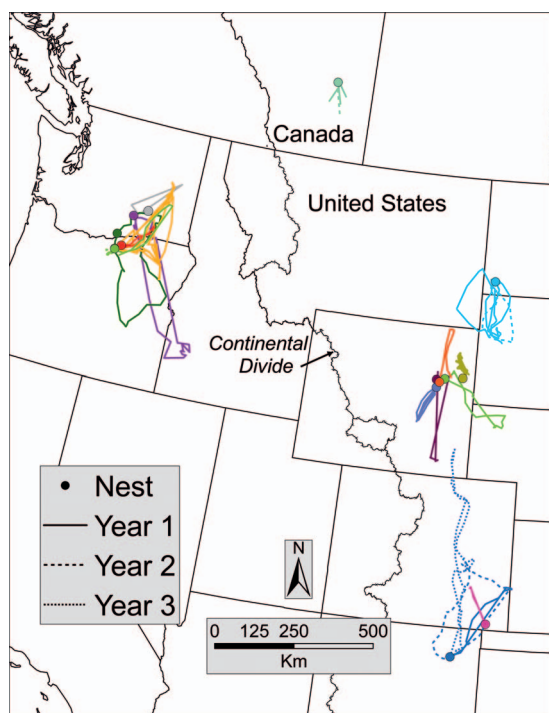 Canada
United States
Continental
Divide
Nest
Year 1
Year 2
Year 3
N
0 125 250 500
Km